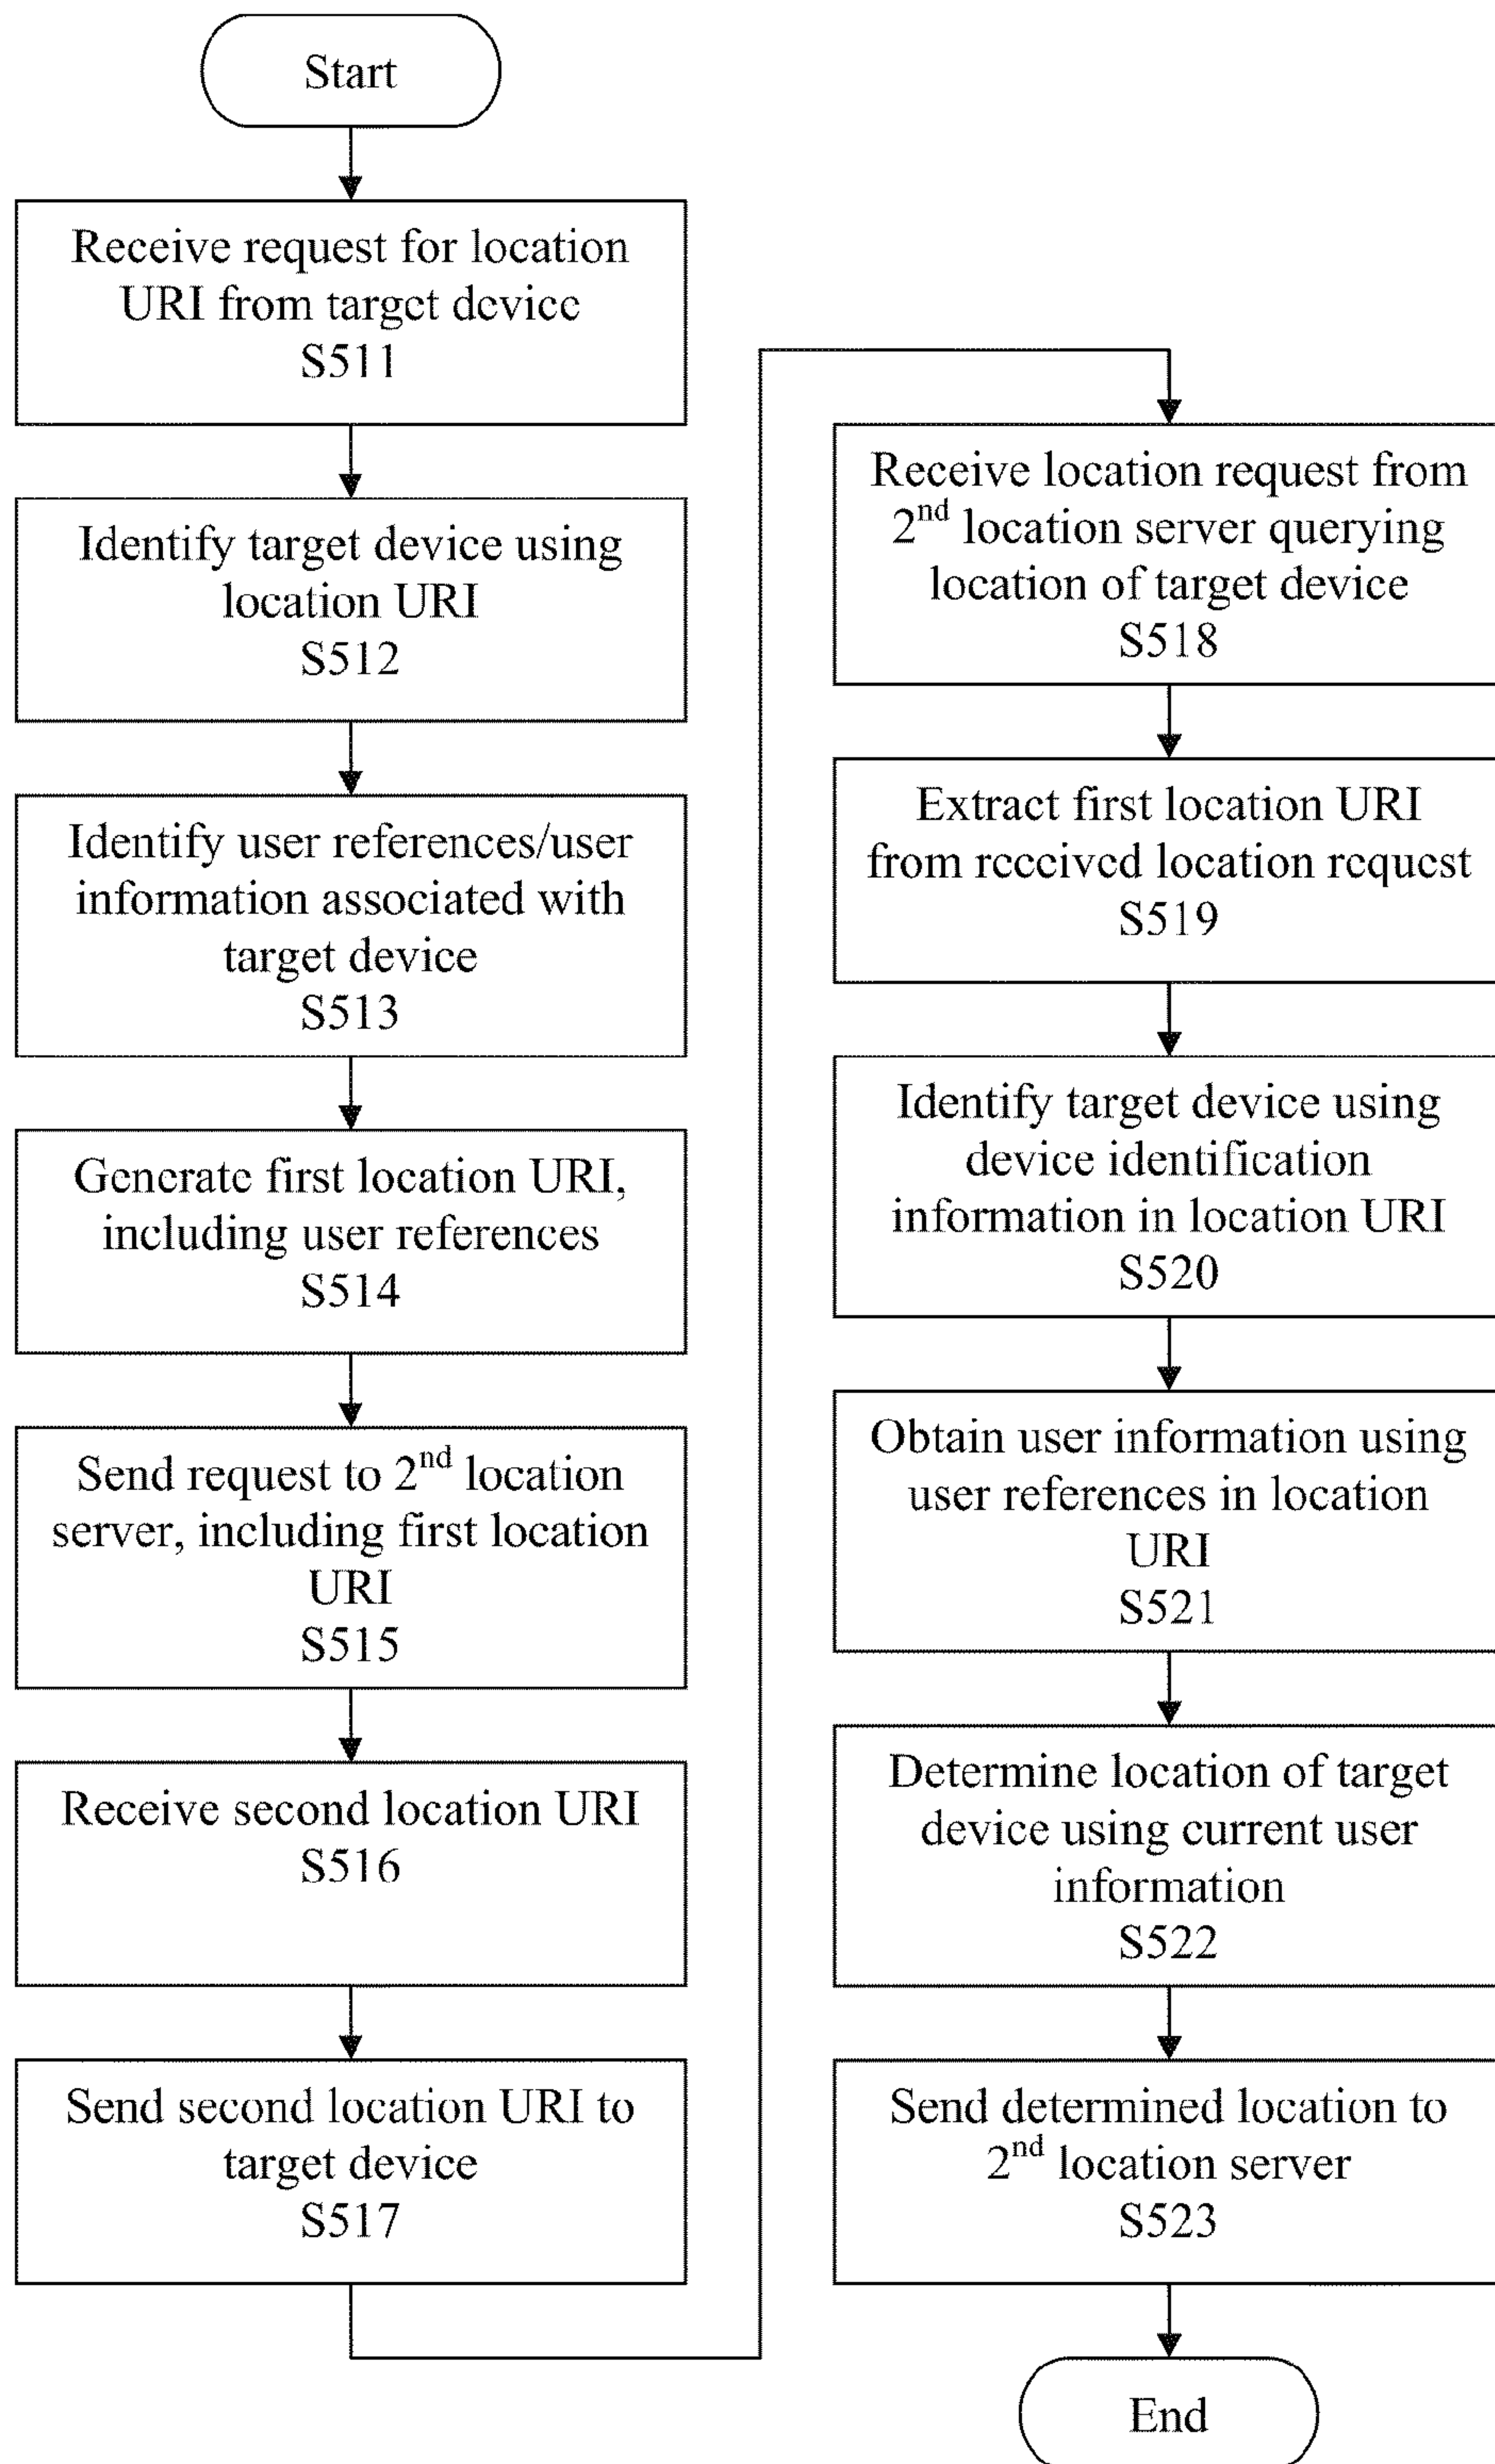 Start
Receive request for location
URI from target device
S511
Identify target device using
location URI
S512
Identify user references/user
information associated with
target device
S513
Generate first location URI,
including user references
S514
Send request to 2nd location
server, including first location
URI
S515
Receive second location URI
S516
Send second location URI to
target device
S517
Receive location request from
2nd location server querying
location of target device
S518
Extract first location URI
from received location request
S519
Identify target device using
device identification
information in location URI
S520
Obtain user information using
user references in location
URI
S521
Determine location of target
device using current user
information
S522
Send determined location to
2nd location server
S523
End